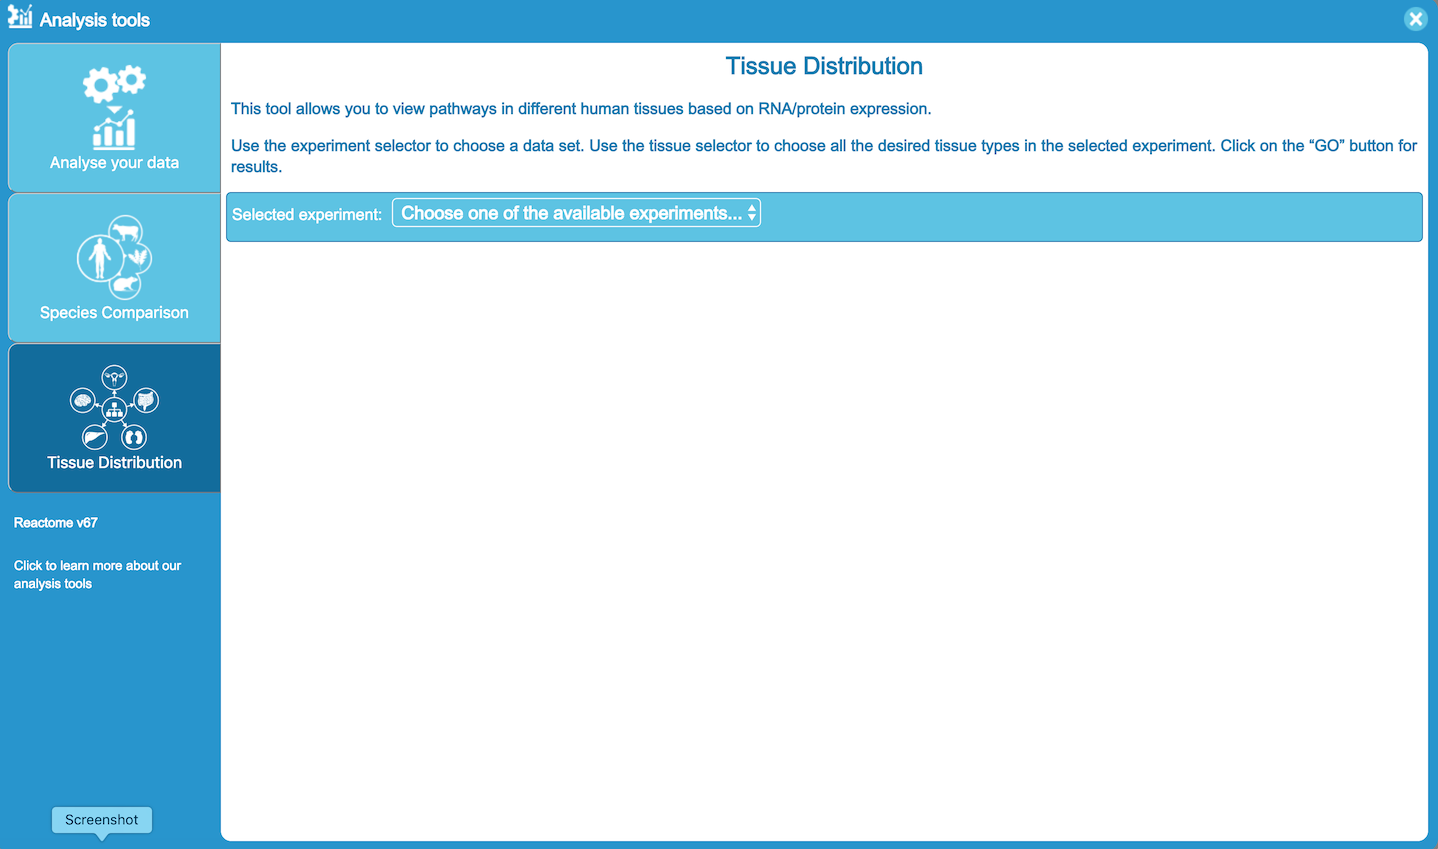 Analysis tools
Analyse your data
Species Comparison
Tissue Distribution
Reactome v67
Click to learn more about our
analysis tools
Screenshot
Tissue Distribution
This tool allows you to view pathways in different human tissues based on RNA/protein expression.
Use the experiment selector to choose a data set. Use the tissue selector to choose all the desired tissue types in the selected experiment. Click on the “GO” button for
results.
Selected experiment: Choose one of the available experiments...